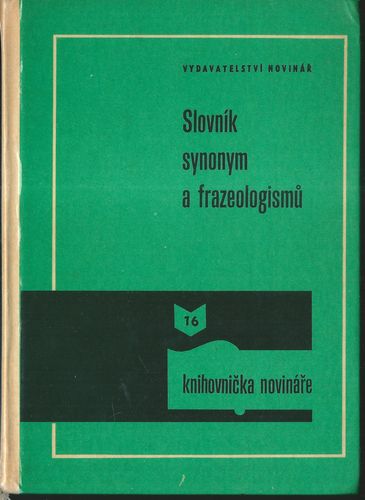 VYDAVATELSTVÍ NOVINÁŘ
Slovník
synonym
a frazeologismů
16
knihovnička novináře